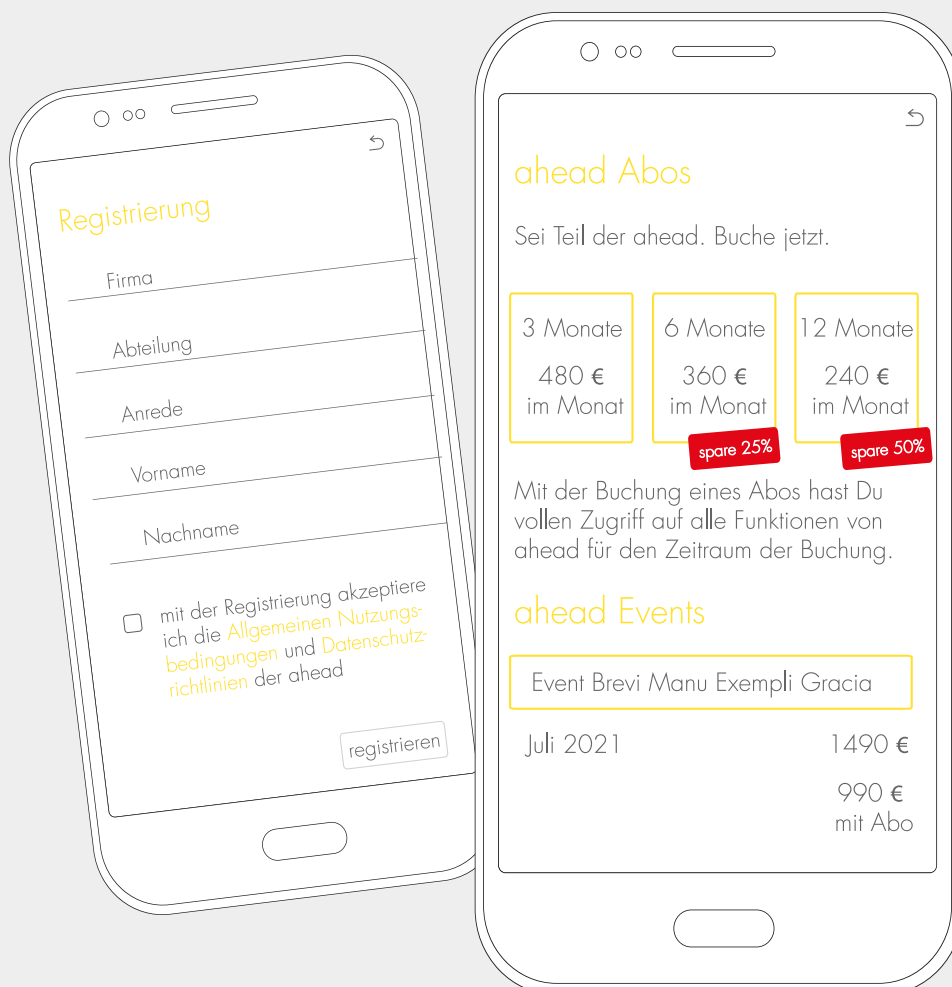 Registrierung
Firma
Abteilung
Anrede
Vorname
Nachname
mit der Registrierung akzeptiere
ich die Allgemeinen Nutzungs-
bedingungen und Datenschutz-
richtlinien der ahead
registrieren
ahead Abos
Sei Teil der ahead. Buche jetzt.
3 Monate
480 €
im Monat
6 Monate
360 €
im Monat
spare 25%
12 Monate
240 €
im Monat
spare 50%
Mit der Buchung eines Abos hast Du
vollen Zugriff auf alle Funktionen von
ahead für den Zeitraum der Buchung.
ahead Events
Event Brevi Manu Exempli Gracia
Juli 2021 1490 €
990 €
mit Abo